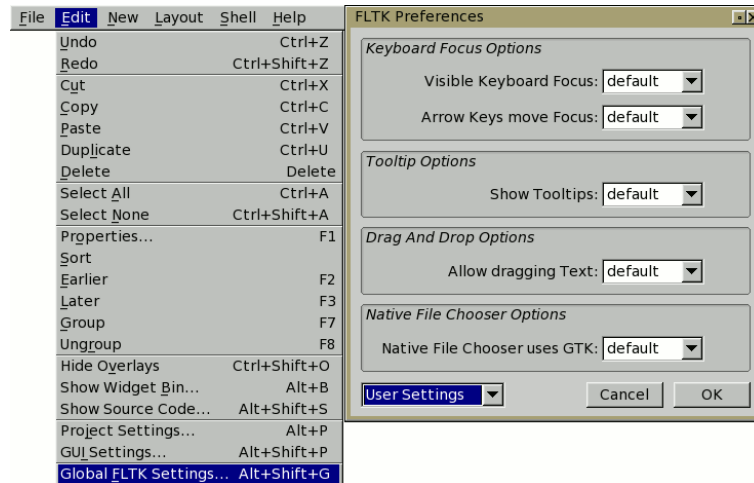 File Edit New Layout Shell Help
Undo Ctrl+Z
Redo Ctrl+Shift+Z
Cut Ctrl+X
Copy Ctrl+C
Paste Ctrl+V
Duplicate Ctrl+U
Delete Delete
Select All Ctrl+A
Select None Ctrl+Shift+A
Properties... F1
Sort
Earlier F2
Later F3
Group F7
Ungroup F8
Hide Overlays Ctrl+Shift+O
Show Widget Bin... Alt+B
Show Source Code... Alt+Shift+S
Project Settings... Alt+P
GUI Settings... Alt+Shift+P
Global FLTK Settings... Alt+Shift+G
FLTK Preferences
Keyboard Focus Options
Visible Keyboard Focus: default
Arrow Keys move Focus: default
Tooltip Options
Show Tooltips: default
Drag And Drop Options
Allow dragging Text: default
Native File Chooser Options
Native File Chooser uses GTK: default
User Settings Cancel OK